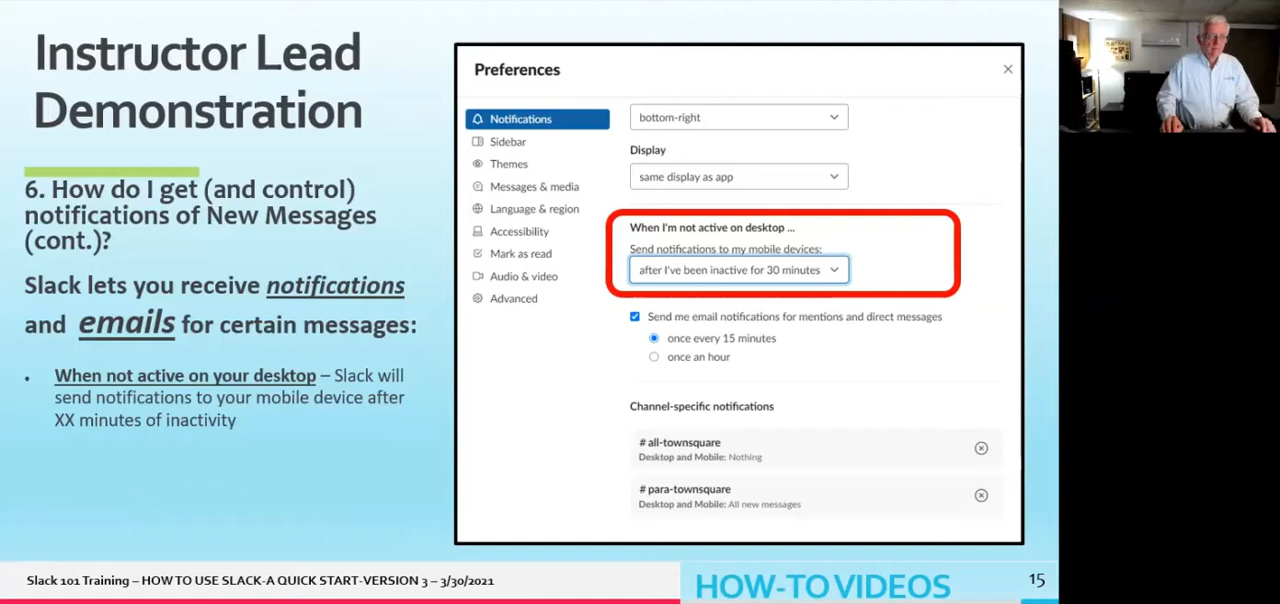 Instructor Lead
Demonstration
6. How do I get (and control)
notifications of New Messages
(cont.)?
Slack lets you receive notifications
and emails for certain messages:
• When not active on your desktop – Slack will
send notifications to your mobile device after
XX minutes of inactivity
Preferences
Notifications
Sidebar
Themes
Messages & media
Language & region
Accessibility
Mark as read
Audio & video
Advanced
bottom-right
Display
same display as app
When I'm not active on desktop ...
Send notifications to my mobile devices:
after I've been inactive for 30 minutes
Send me email notifications for mentions and direct messages
once every 15 minutes
once an hour
Channel-specific notifications
# all-townsquare
Desktop and Mobile: Nothing
# para-townsquare
Desktop and Mobile: All new messages
Slack 101 Training – HOW TO USE SLACK-A QUICK START-VERSION 3 – 3/30/2021
HOW-TO VIDEOS
15